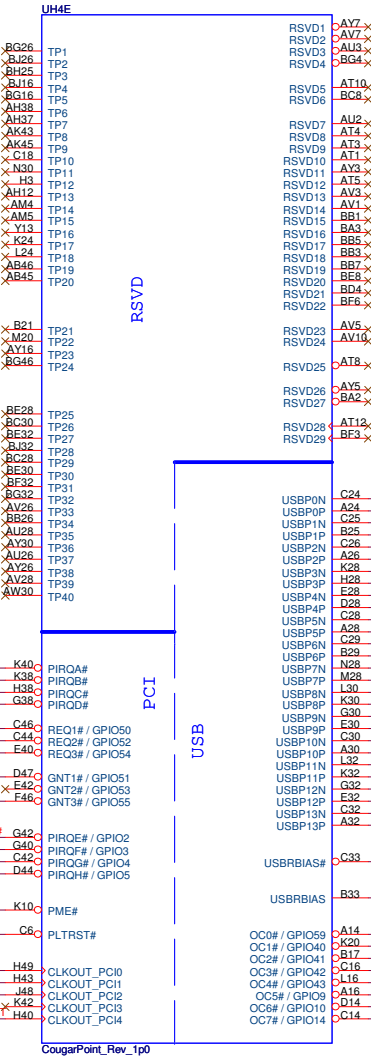 UH4E
BG26 TP1
BJ26 TP2
BH25 TP3
BJ16 TP4
BG16 TP5
AH38 TP6
AH37 TP7
AK43 TP8
AK45 TP9
C18 TP10
N30 TP11
H3 TP12
AH12 TP13
AM4 TP14
AM5 TP15
Y13 TP16
K24 TP17
L24 TP18
AB46 TP19
AB45 TP20
B21 TP21
M20 TP22
AY16 TP23
BG46 TP24
BE28 TP25
BC30 TP26
BE32 TP27
BJ32 TP28
BC28 TP29
BE30 TP30
BF32 TP31
BG32 TP32
AV26 TP33
BB26 TP34
AU28 TP35
AY30 TP36
AU26 TP37
AY26 TP38
AV28 TP39
AW30 TP40
K40 PIRQA#
K38 PIRQB#
H38 PIRQC#
G38 PIRQD#
C46 REQ1# / GPIO50
C44 REQ2# / GPIO52
E40 REQ3# / GPIO54
D47 GNT1# / GPIO51
E42 GNT2# / GPIO53
F46 GNT3# / GPIO55
G42 PIRQE# / GPIO2
G40 PIRQF# / GPIO3
C42 PIRQG# / GPIO4
D44 PIRQH# / GPIO5
K10 PME#
C6 PLTRST#
H49 CLKOUT_PCI0
H43 CLKOUT_PCI1
J48 CLKOUT_PCI2
K42 CLKOUT_PCI3
H40 CLKOUT_PCI4
RSVD
PCI
USB
RSVD1 AY7
RSVD2 AV7
RSVD3 AU3
RSVD4 BG4
RSVD5 AT10
RSVD6 BC8
RSVD7 AU2
RSVD8 AT4
RSVD9 AT3
RSVD10 AT1
RSVD11 AY3
RSVD12 AT5
RSVD13 AV3
RSVD14 AV1
RSVD15 BB1
RSVD16 BA3
RSVD17 BB5
RSVD18 BB3
RSVD19 BB7
RSVD20 BE8
RSVD21 BD4
RSVD22 BF6
RSVD23 AV5
RSVD24 AV10
RSVD25 AT8
RSVD26 AY5
RSVD27 BA2
RSVD28 AT12
RSVD29 BF3
USBP0N C24
USBP0P A24
USBP1N C25
USBP1P B25
USBP2N C26
USBP2P A26
USBP3N K28
USBP3P H28
USBP4N E28
USBP4P D28
USBP5N C28
USBP5P A28
USBP6N C29
USBP6P B29
USBP7N N28
USBP7P M28
USBP8N L30
USBP8P K30
USBP9N G30
USBP9P E30
USBP10N C30
USBP10P A30
USBP11N L32
USBP11P K32
USBP12N G32
USBP12P E32
USBP13N C32
USBP13P A32
USBRBIAS# C33
USBRBIAS B33
OC0# / GPIO59 A14
OC1# / GPIO40 K20
OC2# / GPIO41 B17
OC3# / GPIO42 C16
OC4# / GPIO43 L16
OC5# / GPIO9 A16
OC6# / GPIO10 D14
OC7# / GPIO14 C14
CougarPoint_Rev_1p0